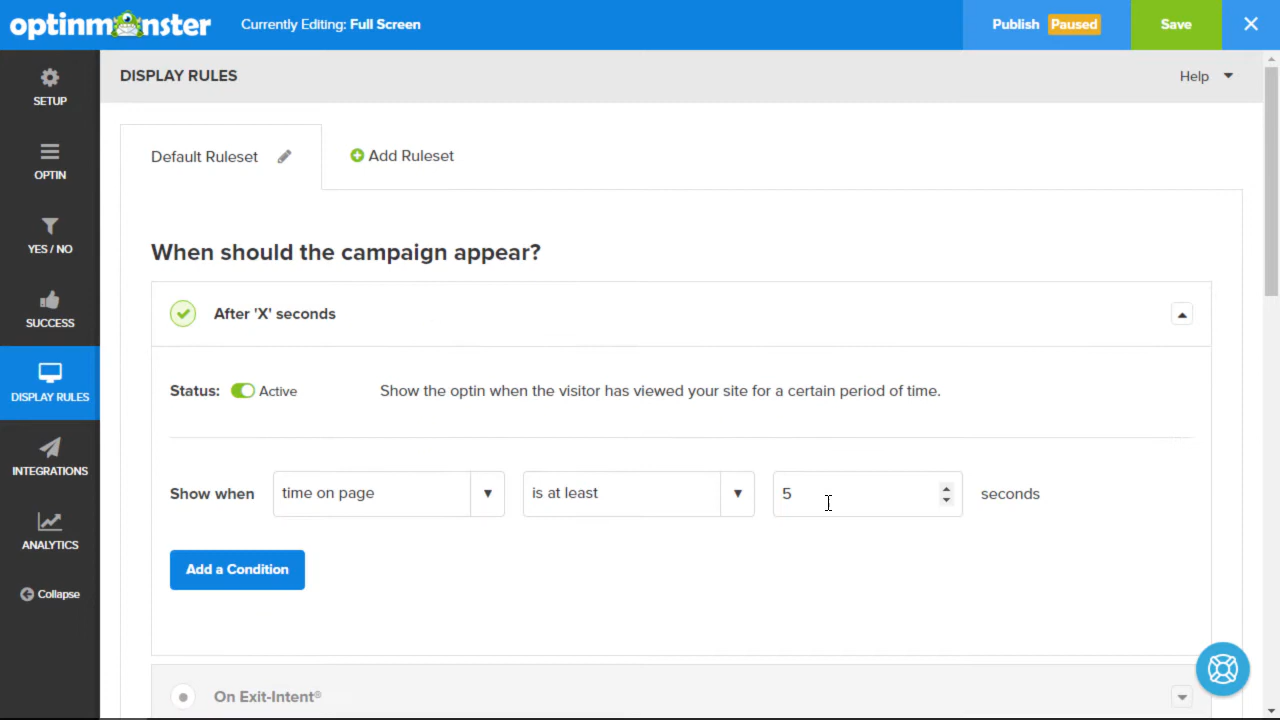 optinmonster
Currently Editing: Full Screen
Publish Paused
Save
SETUP
OPTIN
YES / NO
SUCCESS
DISPLAY RULES
INTEGRATIONS
ANALYTICS
Collapse
DISPLAY RULES
Help
Default Ruleset
Add Ruleset
When should the campaign appear?
After 'X' seconds
Status: Active
Show the optin when the visitor has viewed your site for a certain period of time.
Show when time on page is at least 5 seconds
Add a Condition
On Exit-Intent®